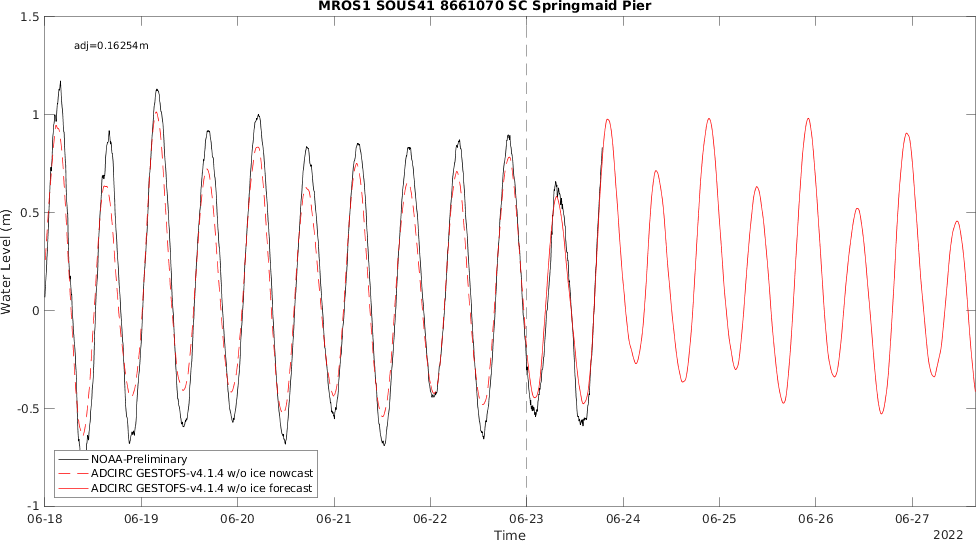 MROS1 SOUS41 8661070 SC Springmaid Pier
adj=0.16254m
Water Level (m)
1.5
1
0.5
0
-0.5
-1
NOAA-Preliminary
ADCIRC GESTOFS-v4.1.4 w/o ice nowcast
ADCIRC GESTOFS-v4.1.4 w/o ice forecast
06-18 06-19 06-20 06-21 06-22 06-23 06-24 06-25 06-26 06-27
Time
2022